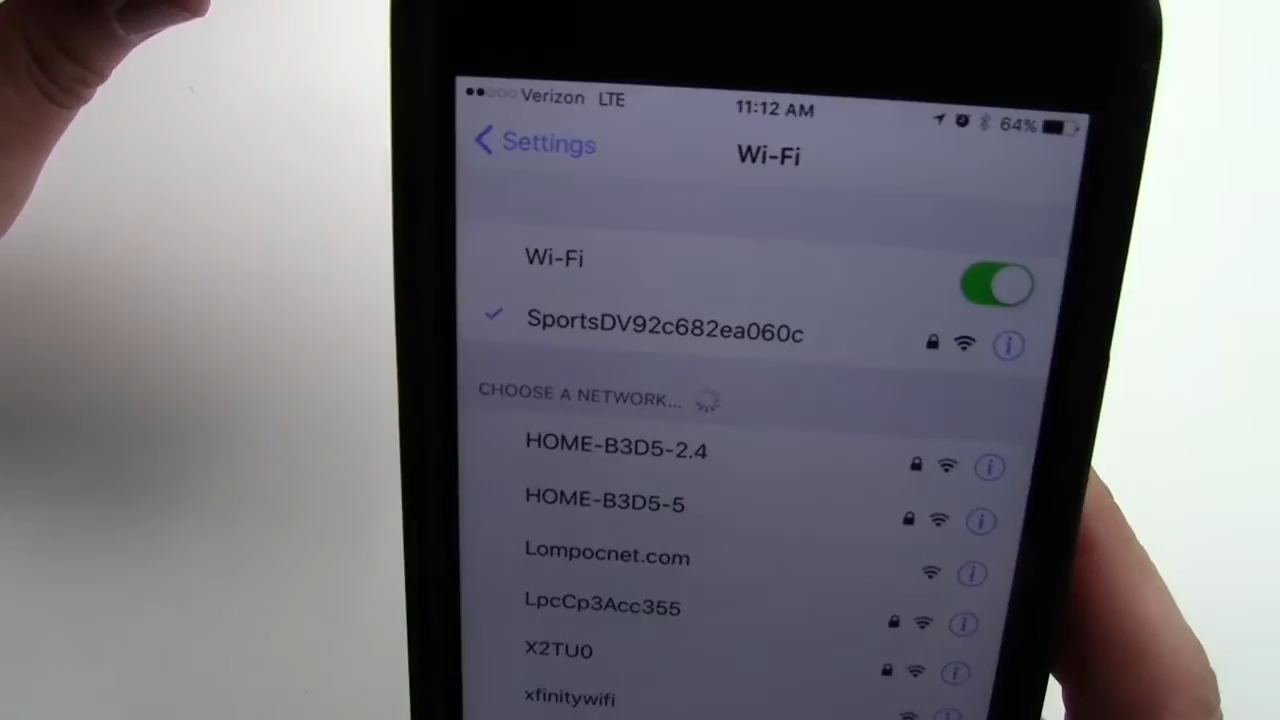 Verizon LTE 11:12 AM 64%
Settings Wi-Fi
Wi-Fi
SportsDV92c682ea060c
CHOOSE A NETWORK...
HOME-B3D5-2.4
HOME-B3D5-5
Lompocnet.com
LpcCp3Acc355
X2TU0
xfinitywifi